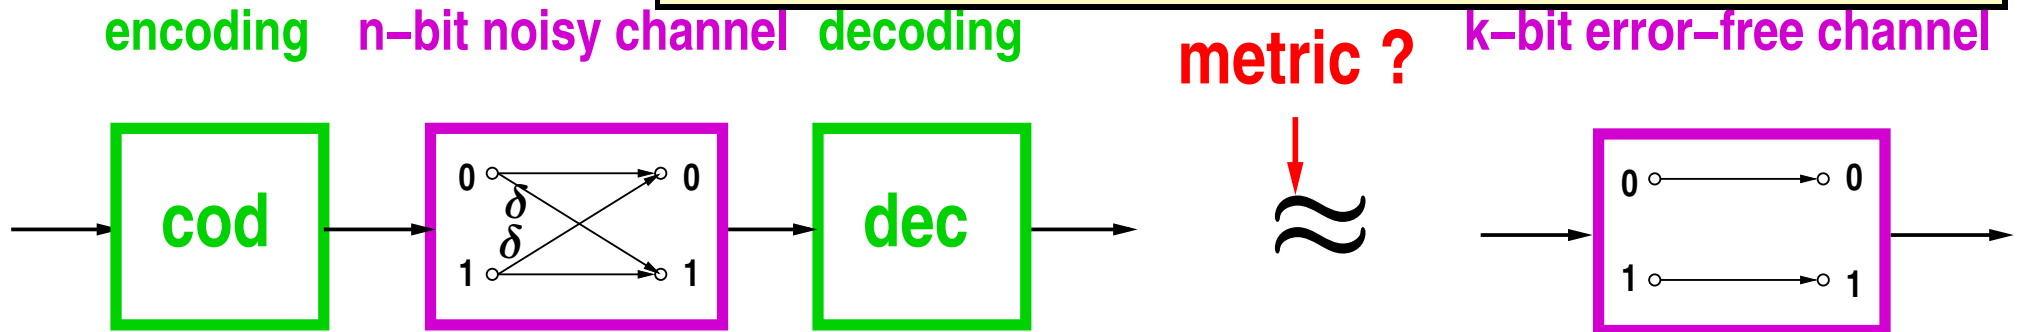 encoding n–bit noisy channel decoding
metric ?
k–bit error–free channel
cod
0 0
δ
δ
1 1
dec
≈
0 0
1 1